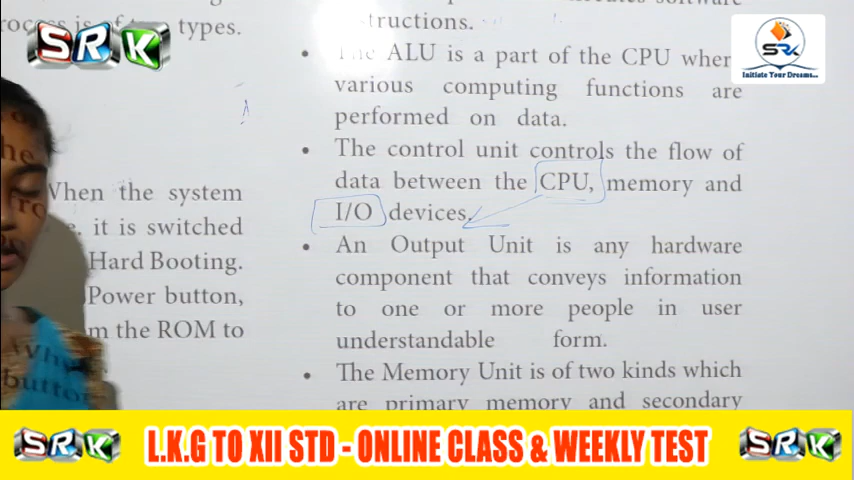 tructions.
rocess is of types.
The ALU is a part of the CPU wher
various computing functions are
performed on data.
The control unit controls the flow of
data between the CPU, memory and
I/O devices.
An Output Unit is any hardware
component that conveys information
to one or more people in user
understandable form.
The Memory Unit is of two kinds which
are primary memory and secondary
When the system
it is switched
Hard Booting.
Power button,
m the ROM to
SRK
SRK
Initiate Your Dreams...
SRK
L.K.G TO XII STD - ONLINE CLASS & WEEKLY TEST
SRK